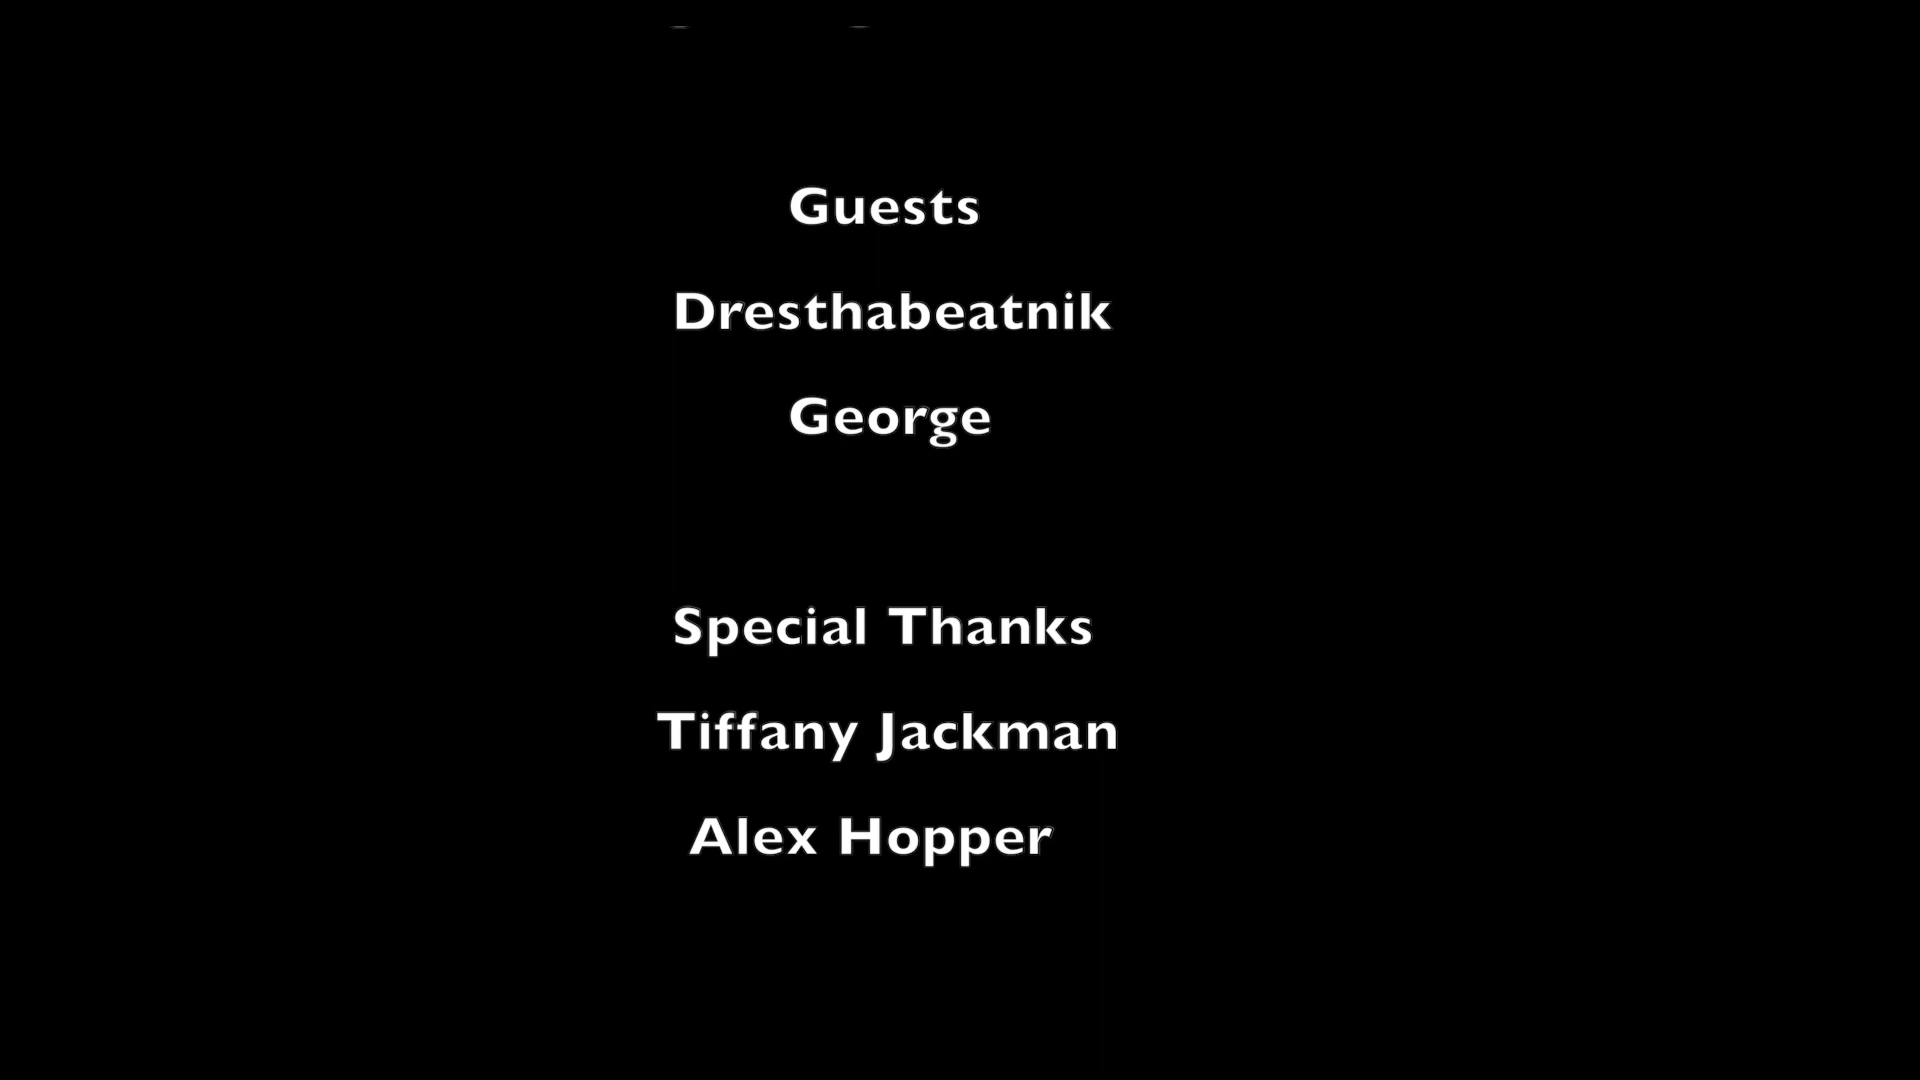 Guests
Dresthabeatnik
George
Special Thanks
Tiffany Jackman
Alex Hopper